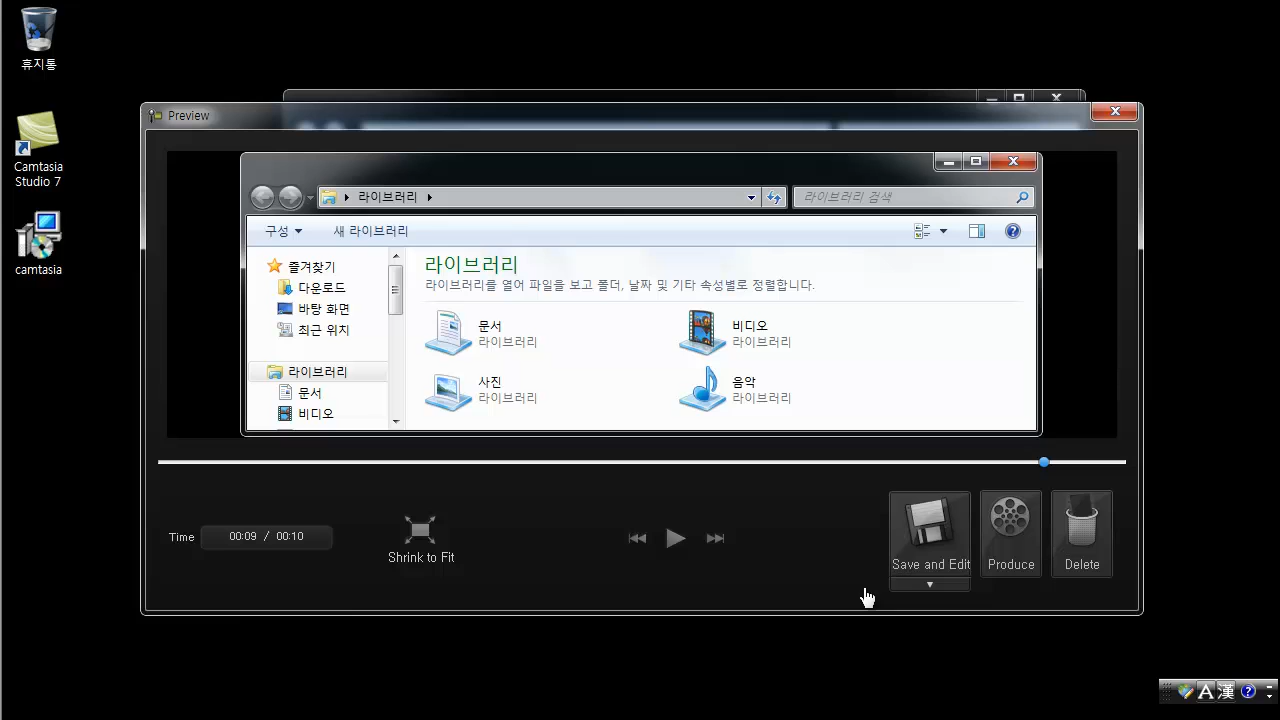 휴지통
Camtasia
Studio 7
camtasia
Preview
라이브러리
라이브러리 검색
구성
새 라이브러리
즐겨찾기
다운로드
바탕 화면
최근 위치
라이브러리
문서
비디오
라이브러리
라이브러리를 열어 파일을 보고 폴더, 날짜 및 기타 속성별로 정렬합니다.
문서
라이브러리
비디오
라이브러리
사진
라이브러리
음악
라이브러리
Time
00:09 / 00:10
Shrink to Fit
Save and Edit
Produce
Delete
A 漢